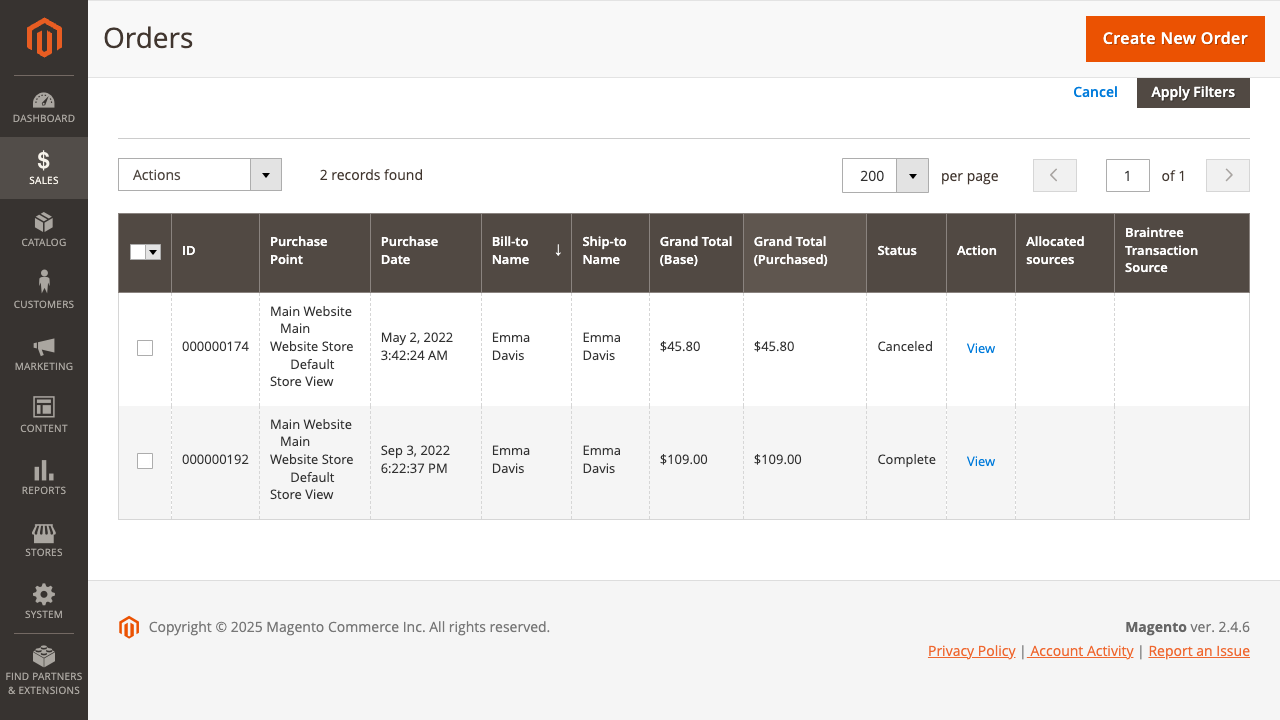 Orders
Create New Order
Cancel
Apply Filters
DASHBOARD
SALES
CATALOG
CUSTOMERS
MARKETING
CONTENT
REPORTS
STORES
SYSTEM
FIND PARTNERS
& EXTENSIONS
Actions
2 records found
200
per page
1
of 1
ID
Purchase
Point
Purchase
Date
Bill-to
Name
↓
Ship-to
Name
Grand Total
(Base)
Grand Total
(Purchased)
Status
Action
Allocated
sources
Braintree
Transaction
Source
000000174
Main Website
Main
Website Store
Default
Store View
May 2, 2022
3:42:24 AM
Emma
Davis
Emma
Davis
$45.80
$45.80
Canceled
View
000000192
Main Website
Main
Website Store
Default
Store View
Sep 3, 2022
6:22:37 PM
Emma
Davis
Emma
Davis
$109.00
$109.00
Complete
View
Copyright © 2025 Magento Commerce Inc. All rights reserved.
Magento ver. 2.4.6
Privacy Policy | Account Activity | Report an Issue